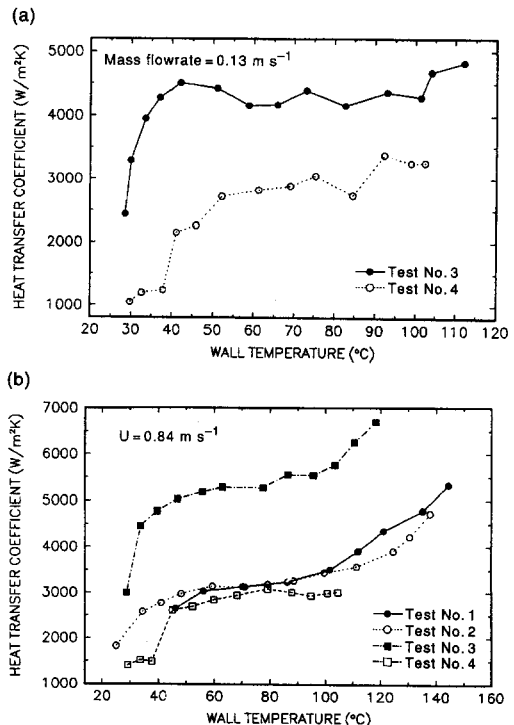 (a)
5000
Mass flowrate = 0.13 m s⁻¹
4000
3000
2000
1000
HEAT TRANSFER COEFFICIENT (W/m²K)
Test No. 3
Test No. 4
20 30 40 50 60 70 80 90 100 110 120
WALL TEMPERATURE (°C)
(b)
7000
U = 0.84 m s⁻¹
6000
5000
4000
3000
2000
1000
HEAT TRANSFER COEFFICIENT (W/m²K)
Test No. 1
Test No. 2
Test No. 3
Test No. 4
20 40 60 80 100 120 140 160
WALL TEMPERATURE (°C)